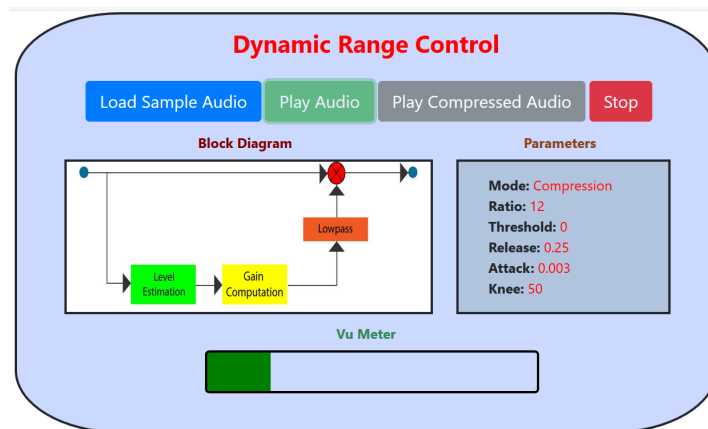 Dynamic Range Control
Load Sample Audio Play Audio Play Compressed Audio Stop
Block Diagram
X
Lowpass
Level
Estimation
Gain
Computation
Parameters
Mode: Compression
Ratio: 12
Threshold: 0
Release: 0.25
Attack: 0.003
Knee: 50
Vu Meter